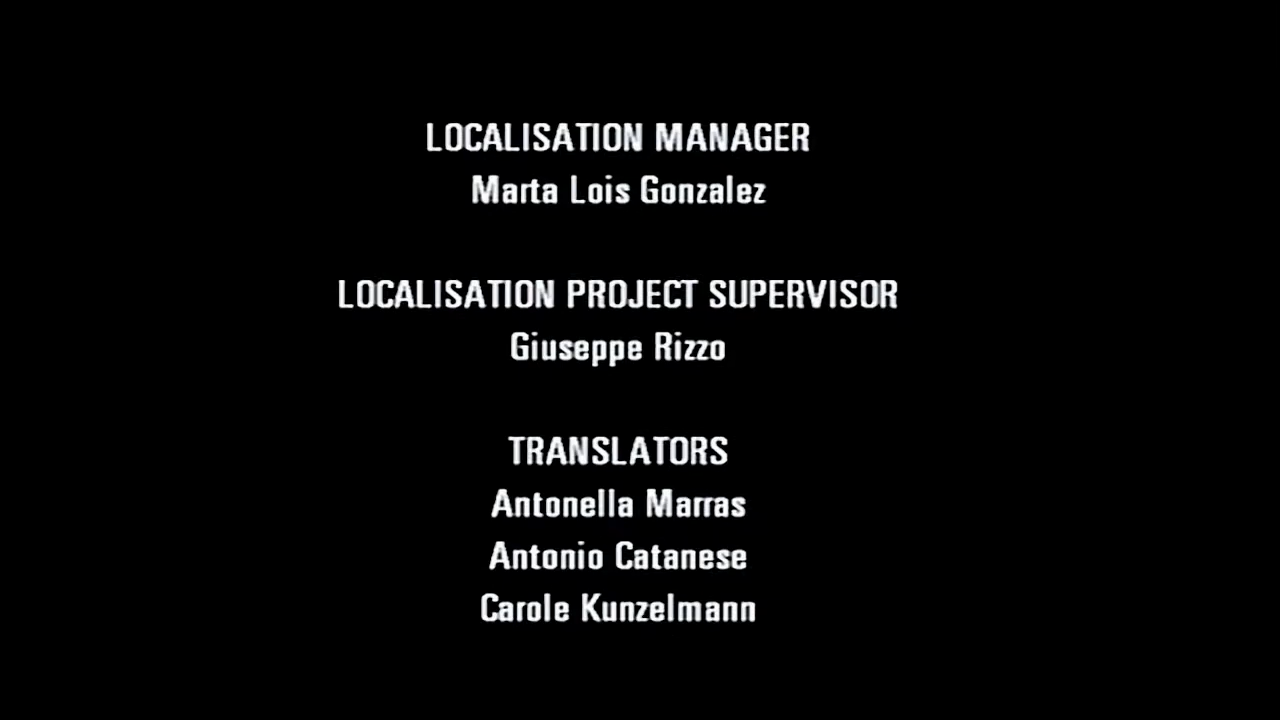 LOCALISATION MANAGER
Marta Lois Gonzalez
LOCALISATION PROJECT SUPERVISOR
Giuseppe Rizzo
TRANSLATORS
Antonella Marras
Antonio Catanese
Carole Kunzelmann